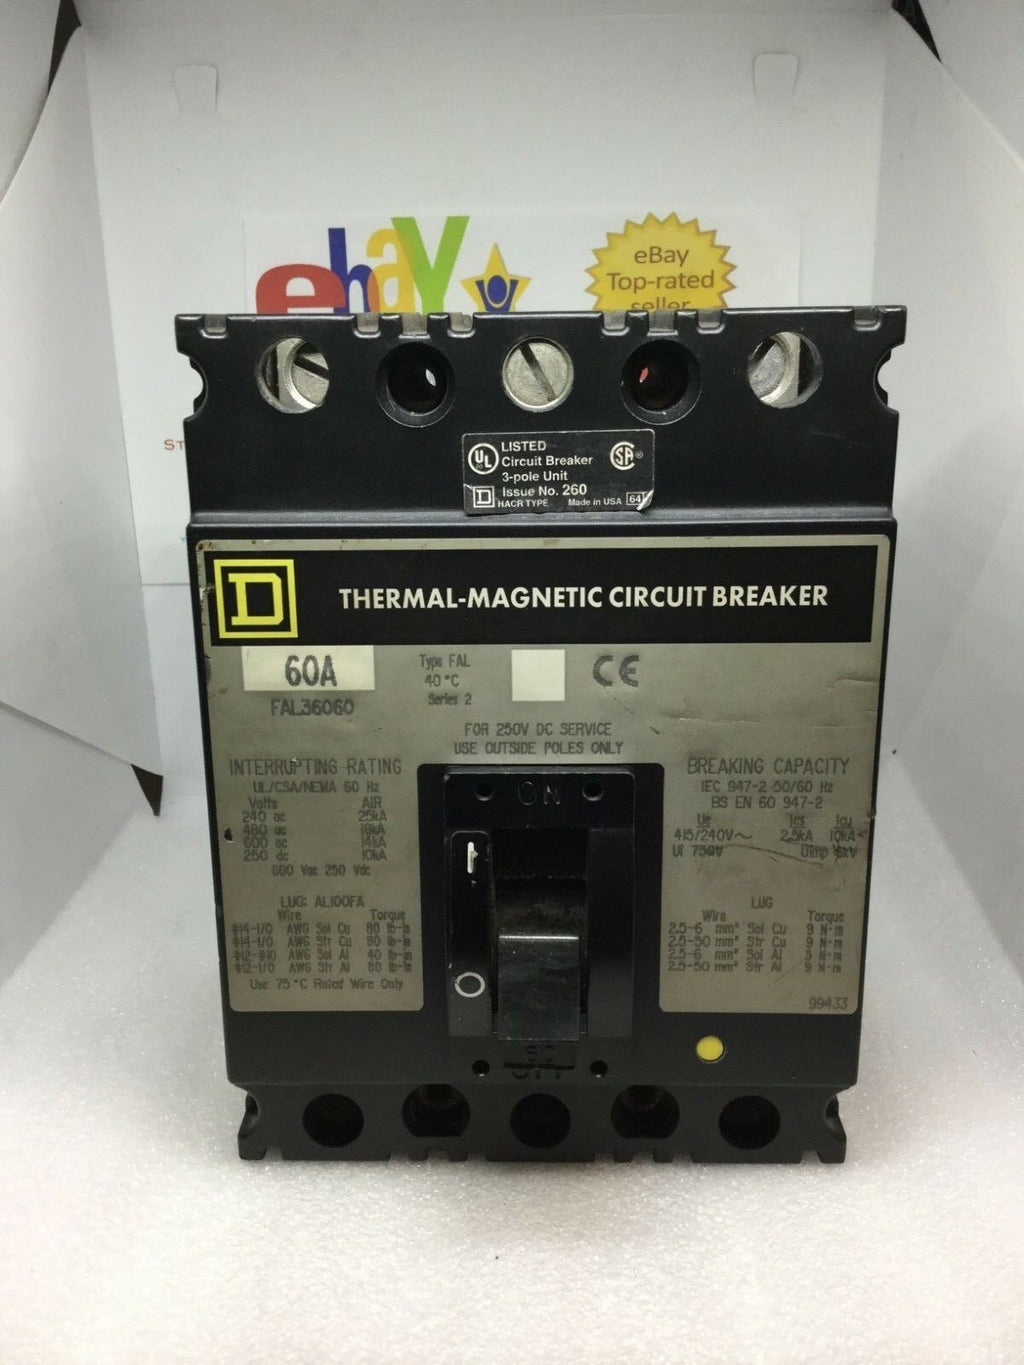 ebaY
eBay
Top-rated
seller
ST
LISTED
UL
Circuit Breaker
SA ®
3-pole Unit
D
Issue No. 260
HACR TYPE Made in USA 64
D
THERMAL-MAGNETIC CIRCUIT BREAKER
60A
FAL36060
Type FAL
40 °C
Series 2
CE
FOR 250V DC SERVICE
USE OUTSIDE POLES ONLY
INTERRUPTING RATING
UL/CSA/NEMA 60 Hz
Volts AIR
240 ac 25kA
480 ac 18kA
600 ac 14kA
250 dc 10kA
600 Vac 250 Vdc
LUG: AL100FA
Wire Torque
#14-1/0 AWG Sol Cu 80 lb-in
#14-1/0 AWG Str Cu 80 lb-in
#12-#10 AWG Sol Al 40 lb-in
#12-1/0 AWG Str Al 80 lb-in
Use 75 °C Rated Wire Only
ON
I
O
60
OFF
BREAKING CAPACITY
IEC 947-2 50/60 Hz
BS EN 60 947-2
Ue Ics Icu
415/240V~ 2.5kA 10kA
Ui 750V Uimp 8kV
LUG
Wire Torque
2.5-6 mm² Sol Cu 9 N·m
2.5-50 mm² Str Cu 9 N·m
2.5-6 mm² Sol Al 5 N·m
2.5-50 mm² Str Al 9 N·m
99433